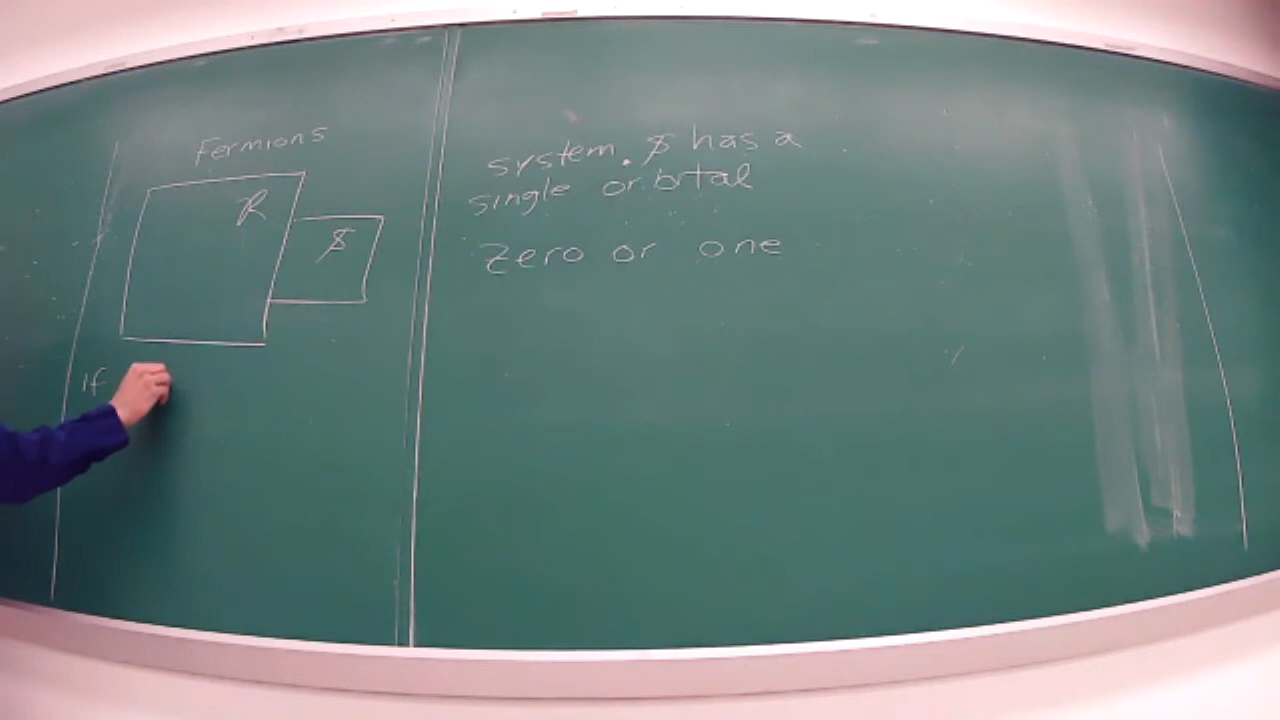 Fermions
R
$
If
system. $ has a
single orbital
zero or one